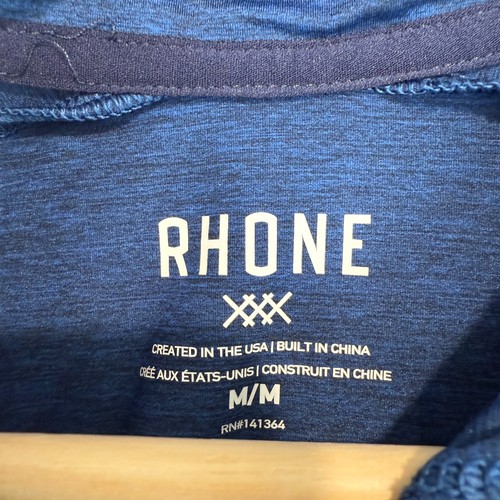 RHONE
CREATED IN THE USA | BUILT IN CHINA
CRÉÉ AUX ÉTATS-UNIS | CONSTRUIT EN CHINE
M/M
RN#141364